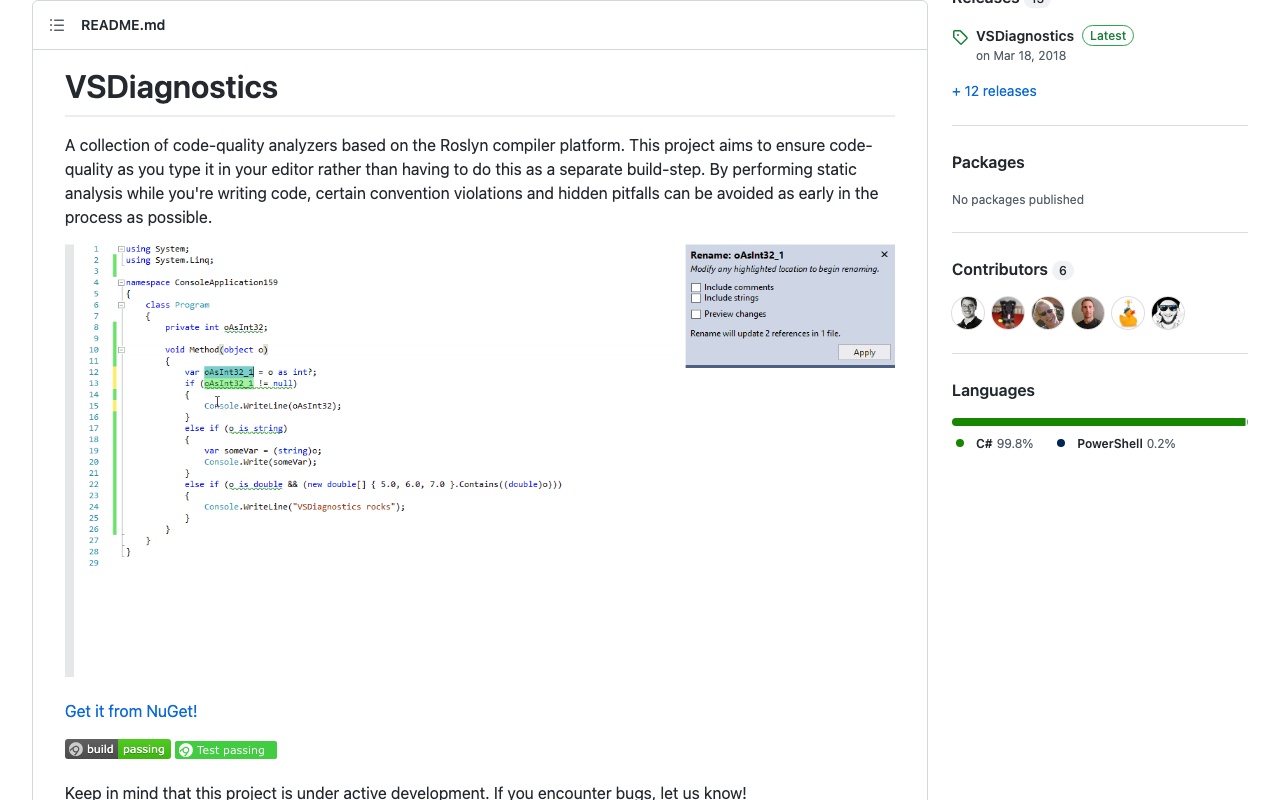 README.md
VSDiagnostics
A collection of code-quality analyzers based on the Roslyn compiler platform. This project aims to ensure code-
quality as you type it in your editor rather than having to do this as a separate build-step. By performing static
analysis while you're writing code, certain convention violations and hidden pitfalls can be avoided as early in the
process as possible.
1 using System;
2 using System.Linq;
3
4 namespace ConsoleApplication159
5 {
6 class Program
7 {
8 private int oAsInt32;
9
10 void Method(object o)
11 {
12 var oAsInt32_1 = o as int?;
13 if (oAsInt32_1 != null)
14 {
15 Console.WriteLine(oAsInt32);
16 }
17 else if (o is string)
18 {
19 var someVar = (string)o;
20 Console.Write(someVar);
21 }
22 else if (o is double && (new double[] { 5.0, 6.0, 7.0 }.Contains((double)o)))
23 {
24 Console.WriteLine("VSDiagnostics rocks");
25 }
26 }
27 }
28 }
29
Rename: oAsInt32_1
Modify any highlighted location to begin renaming.
Include comments
Include strings
Preview changes
Rename will update 2 references in 1 file.
Apply
Get it from NuGet!
build passing Test passing
Keep in mind that this project is under active development. If you encounter bugs, let us know!
VSDiagnostics Latest
on Mar 18, 2018
+ 12 releases
Packages
No packages published
Contributors 6
Languages
C# 99.8% PowerShell 0.2%